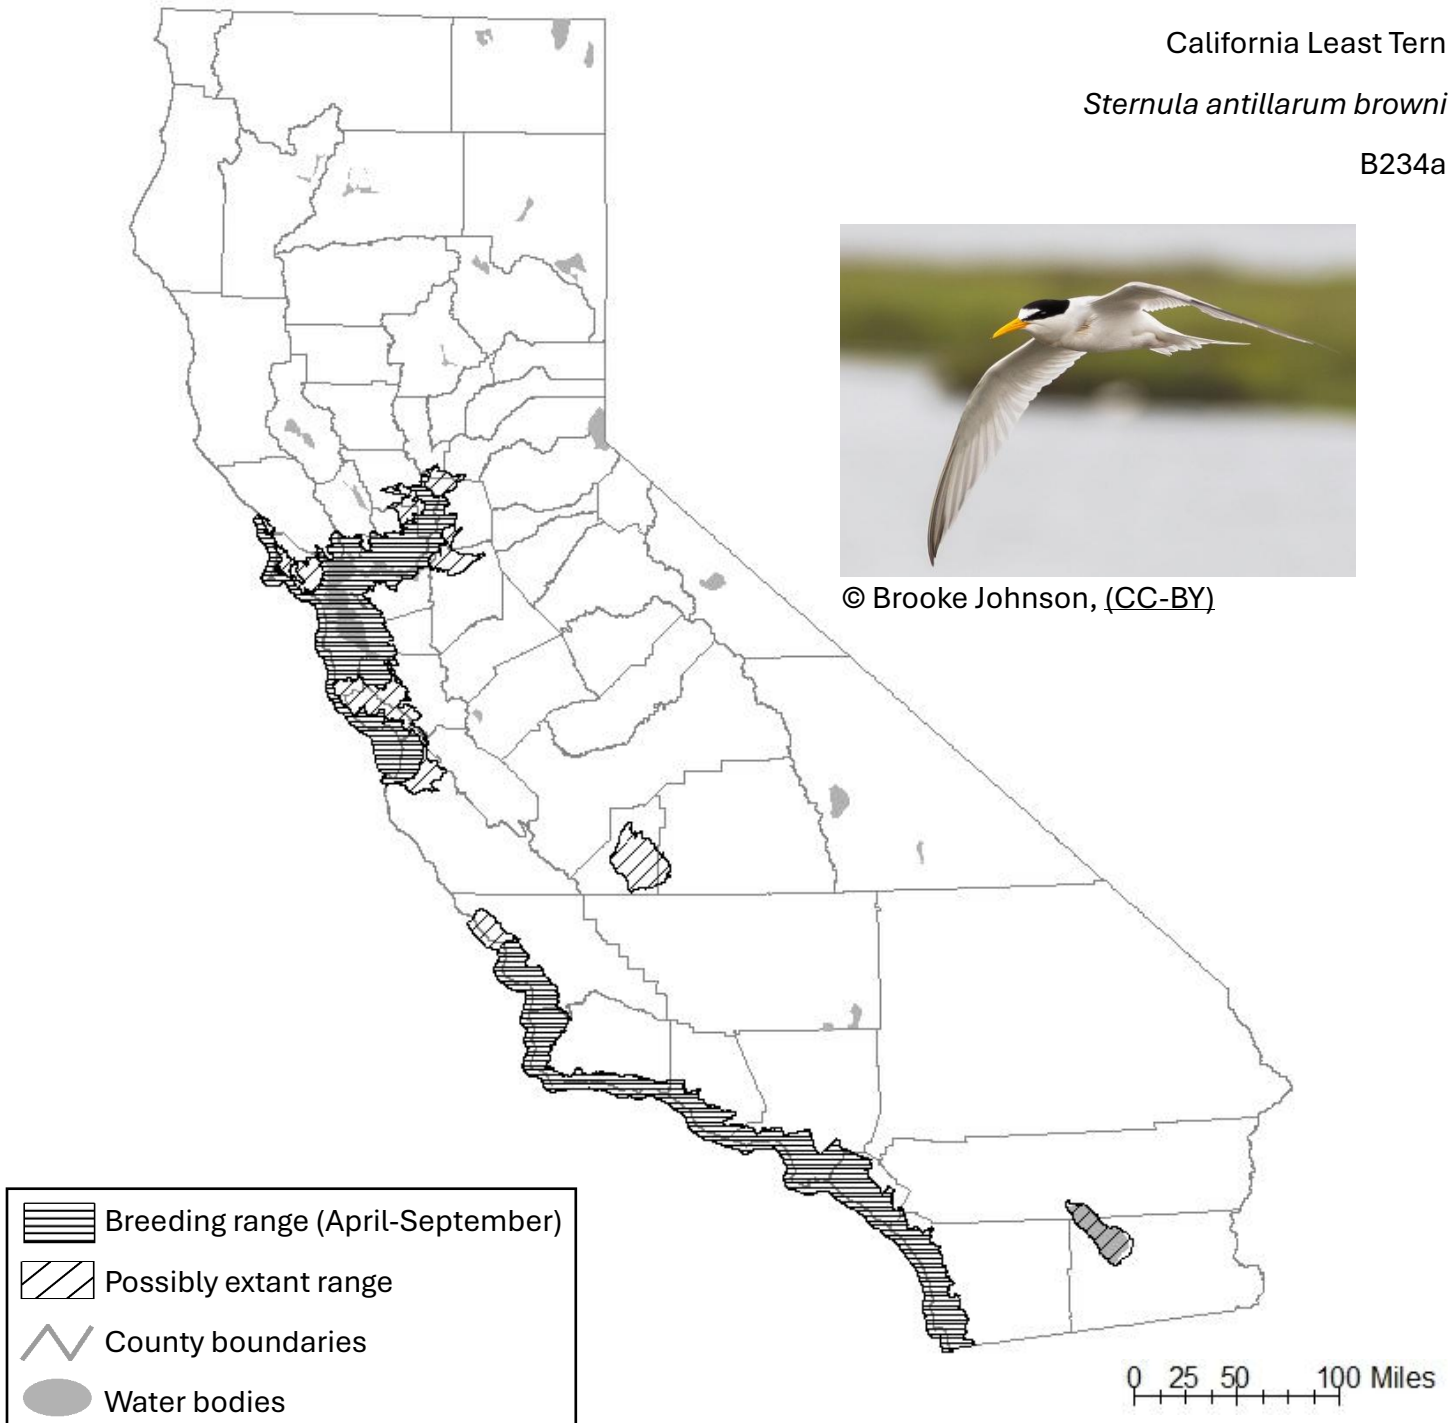 California Least Tern
Sternula antillarum browni
B234a
© Brooke Johnson, (CC-BY)
Breeding range (April-September)
Possibly extant range
County boundaries
Water bodies
0 25 50 100 Miles